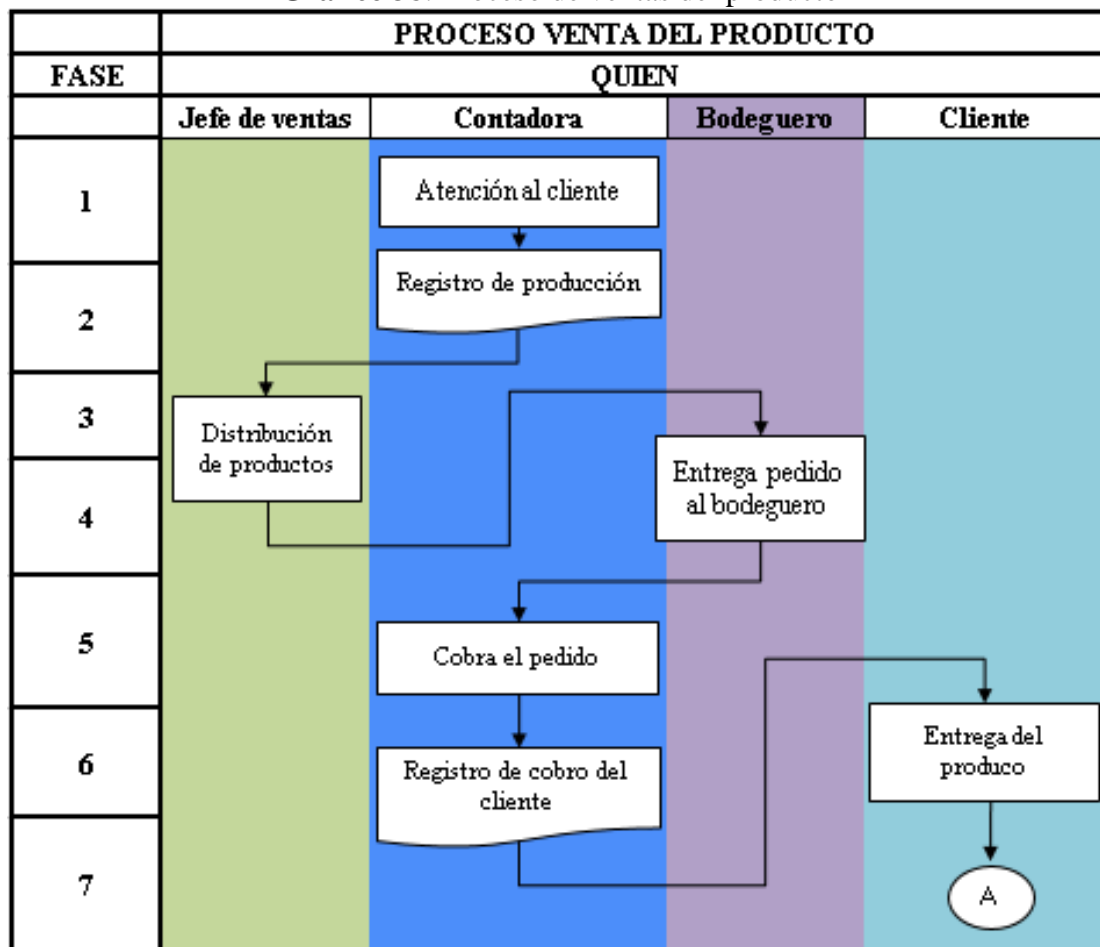 PROCESO VENTA DEL PRODUCTO
FASE QUIEN
Jefe de ventas Contadora Bodeguero Cliente
1
Atención al cliente
Registro de producción
2
3
Distribución
de productos
Entrega pedido
al bodeguero
4
5
Cobra el pedido
6
Entrega del
produco
Registro de cobro del
cliente
7
A